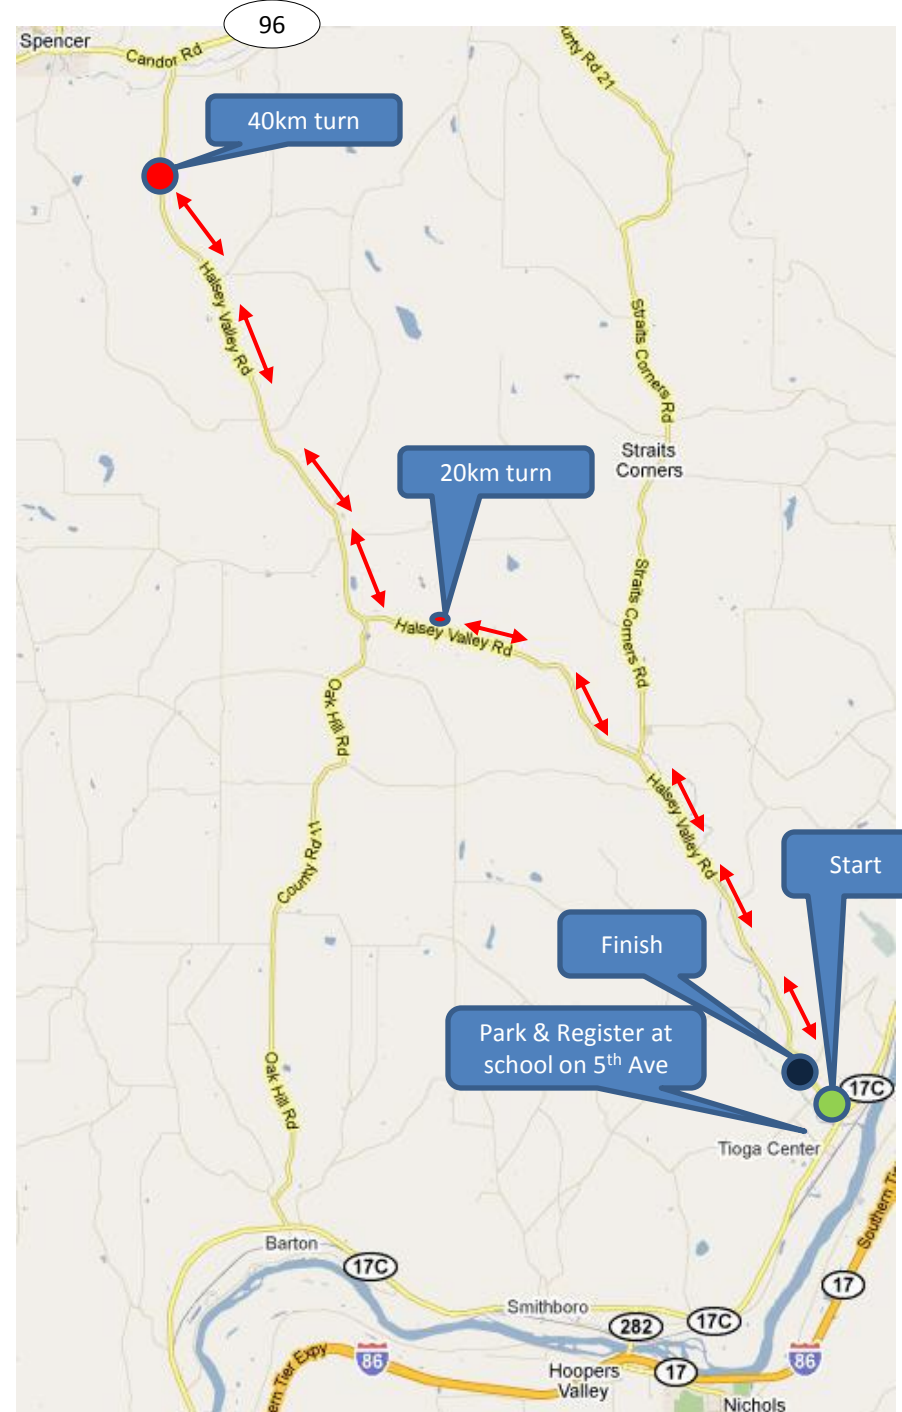 96
Spencer
Candor Rd
unty Rd 21
40km turn
Halsey Valley Rd
Straits Corners Rd
Straits
Corners
20km turn
Halsey Valley Rd
Straits Corners Rd
Oak Hill Rd
Halsey Valley Rd
County Rd 11
Start
Finish
Park & Register at
school on 5th Ave
17C
Tioga Center
Oak Hill Rd
Southern Tie
Barton
17C
17
Smithboro
282
17C
ern Tier Expy
86
Hoopers
Valley
17
86
Nichols